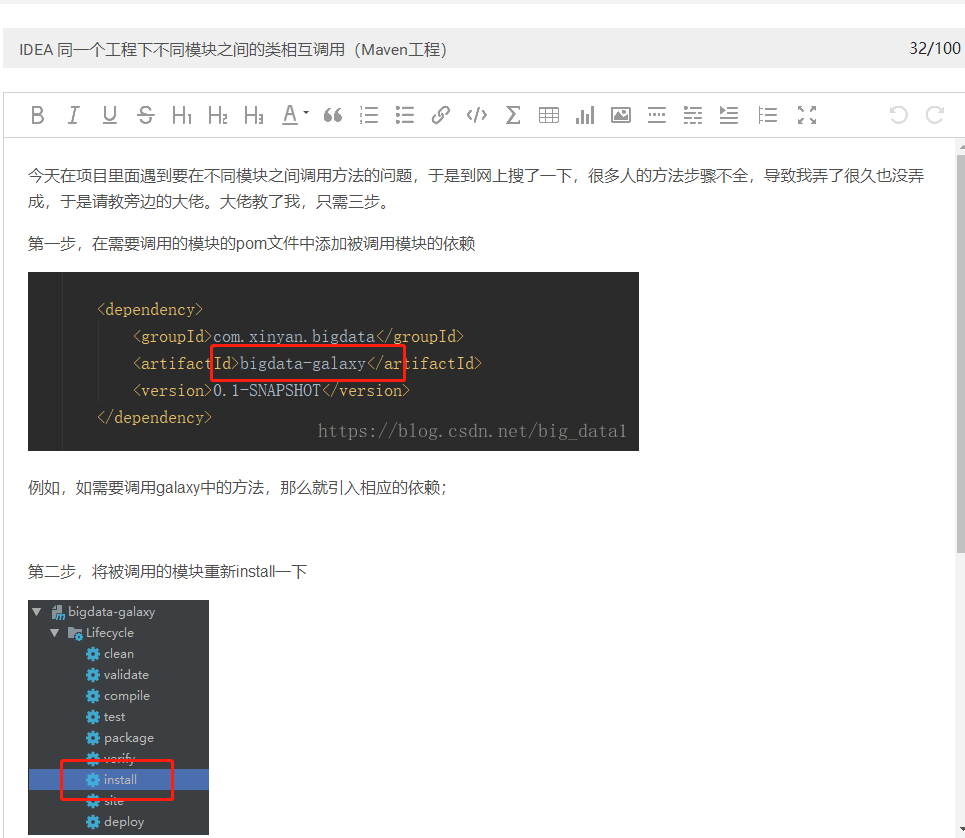 IDEA 同一个工程下不同模块之间的类相互调用（Maven工程） 32/100
B I U S H1 H2 H3 A
今天在项目里面遇到要在不同模块之间调用方法的问题，于是到网上搜了一下，很多人的方法步骤不全，导致我弄了很久也没弄
成，于是请教旁边的大佬。大佬教了我，只需三步。
第一步，在需要调用的模块的pom文件中添加被调用模块的依赖
<dependency>
<groupId>com.xinyan.bigdata</groupId>
<artifactId>bigdata-galaxy</artifactId>
<version>0.1-SNAPSHOT</version>
</dependency>
https://blog.csdn.net/big_data1
例如，如需要调用galaxy中的方法，那么就引入相应的依赖；
第二步，将被调用的模块重新install一下
bigdata-galaxy
Lifecycle
clean
validate
compile
test
package
verify
install
site
deploy